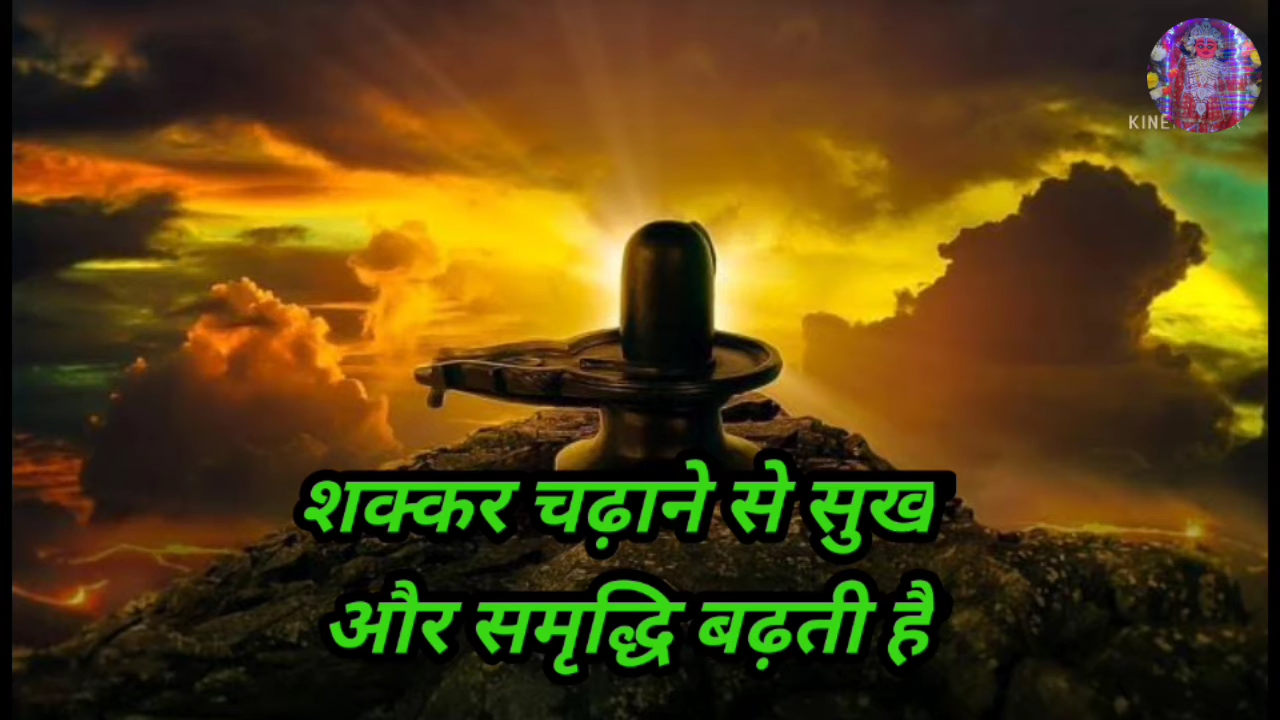 शक्कर चढ़ाने से सुख
और समृद्धि बढ़ती है